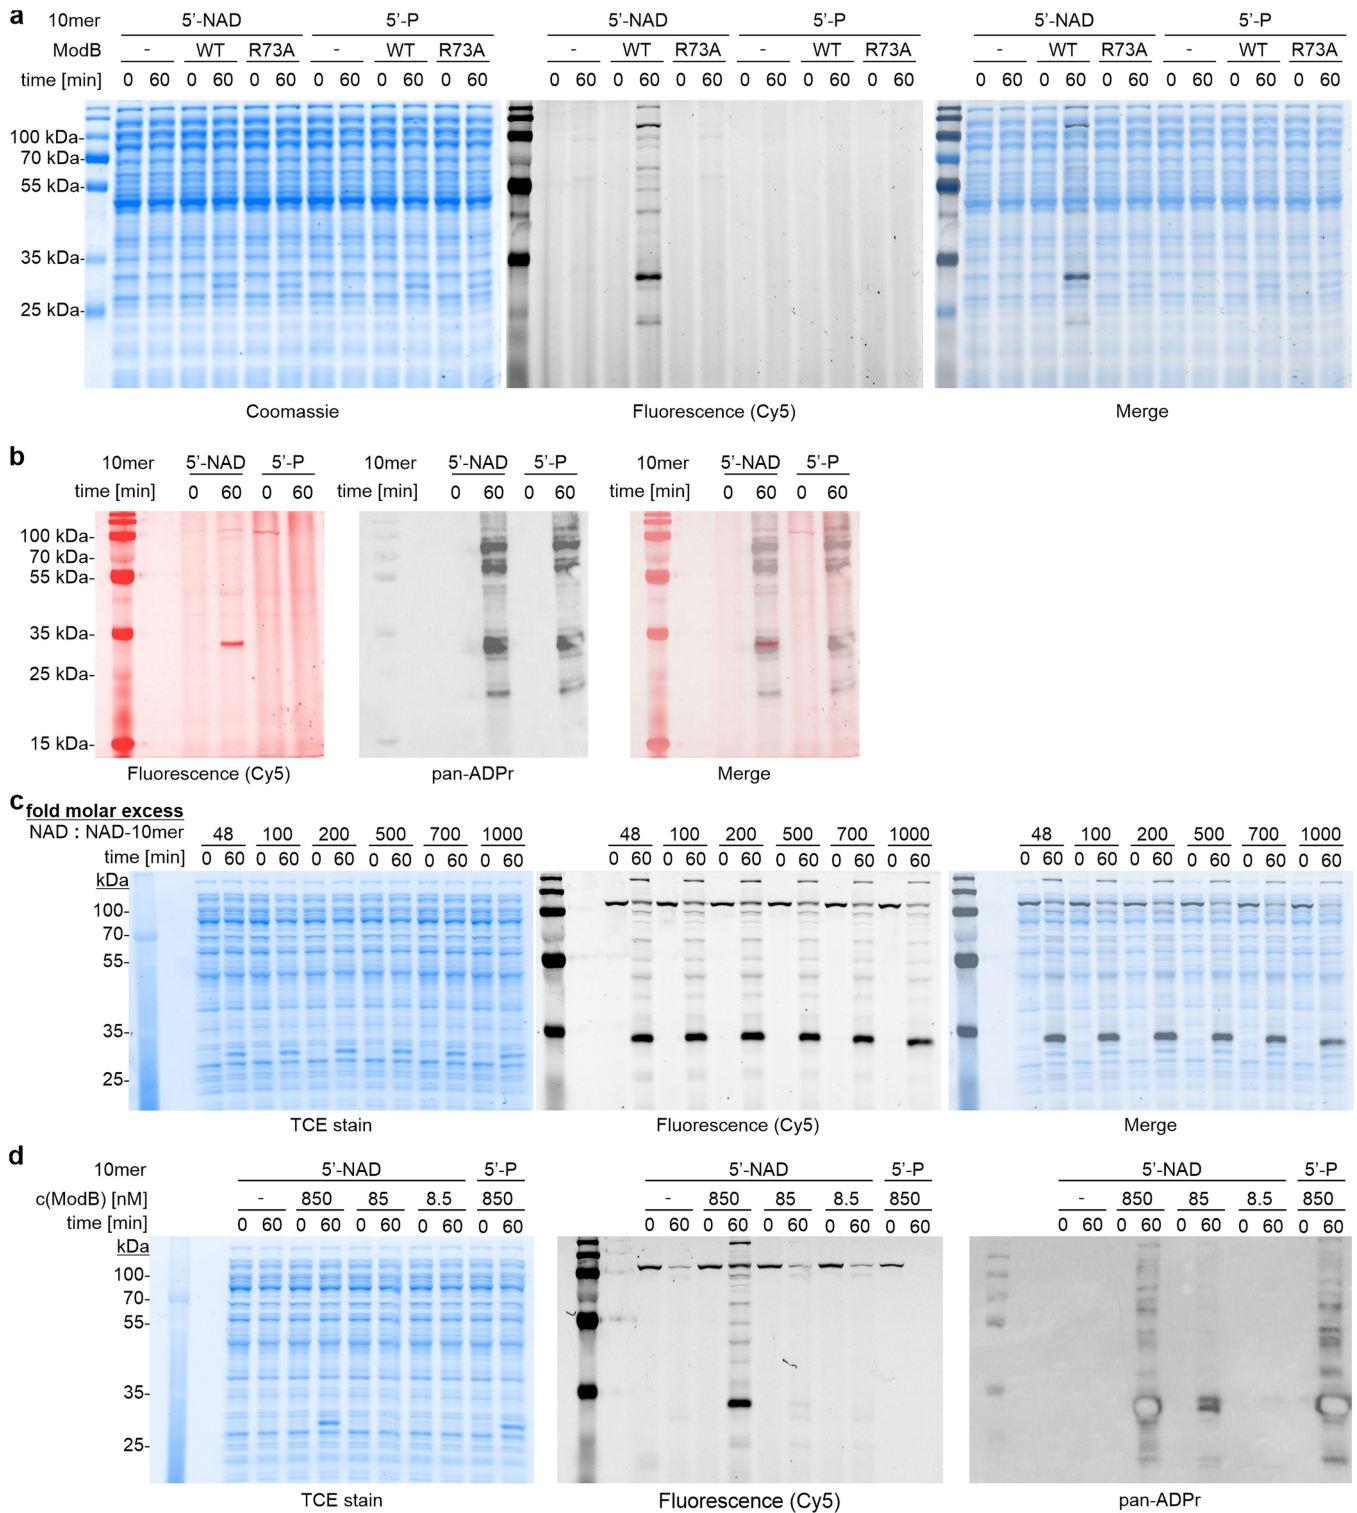 a
10mer 5'-NAD 5'-P 5'-NAD 5'-P 5'-NAD 5'-P
ModB - WT R73A - WT R73A - WT R73A - WT R73A - WT R73A - WT R73A
time [min] 0 60 0 60 0 60 0 60 0 60 0 60 0 60 0 60 0 60 0 60 0 60 0 60 0 60 0 60 0 60 0 60 0 60 0 60
100 kDa-
70 kDa-
55 kDa-
35 kDa-
25 kDa-
Coomassie Fluorescence (Cy5) Merge
b
10mer 5'-NAD 5'-P 10mer 5'-NAD 5'-P 10mer 5'-NAD 5'-P
time [min] 0 60 0 60 time [min] 0 60 0 60 time [min] 0 60 0 60
100 kDa-
70 kDa-
55 kDa-
35 kDa-
25 kDa-
15 kDa-
Fluorescence (Cy5) pan-ADPr Merge
c
fold molar excess
NAD : NAD-10mer 48 100 200 500 700 1000 48 100 200 500 700 1000 48 100 200 500 700 1000
time [min] 0 60 0 60 0 60 0 60 0 60 0 60 0 60 0 60 0 60 0 60 0 60 0 60 0 60 0 60 0 60 0 60 0 60 0 60
kDa
100-
70-
55-
35-
25-
TCE stain Fluorescence (Cy5) Merge
d
10mer 5'-NAD 5'-P 5'-NAD 5'-P 5'-NAD 5'-P
c(ModB) [nM] - 850 85 8.5 850 - 850 85 8.5 850 - 850 85 8.5 850
time [min] 0 60 0 60 0 60 0 60 0 60 0 60 0 60 0 60 0 60 0 60 0 60 0 60 0 60 0 60 0 60
kDa
100-
70-
55-
35-
25-
TCE stain Fluorescence (Cy5) pan-ADPr